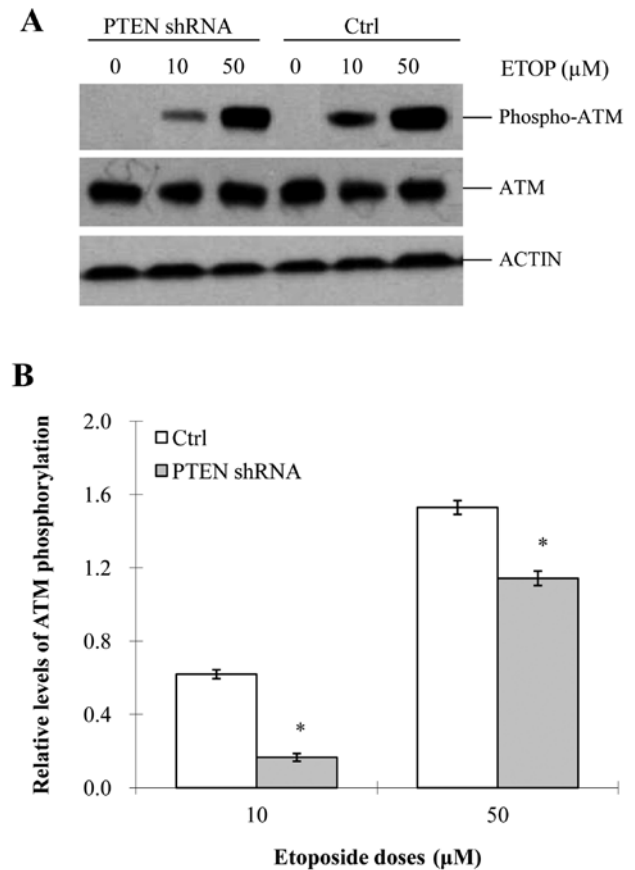 A
PTEN shRNA Ctrl
0 10 50 0 10 50 ETOP (µM)
Phospho-ATM
ATM
ACTIN
B
Relative levels of ATM phosphorylation
2.0
1.6
1.2
0.8
0.4
0.0
Ctrl
PTEN shRNA
*
*
10 50
Etoposide doses (µM)